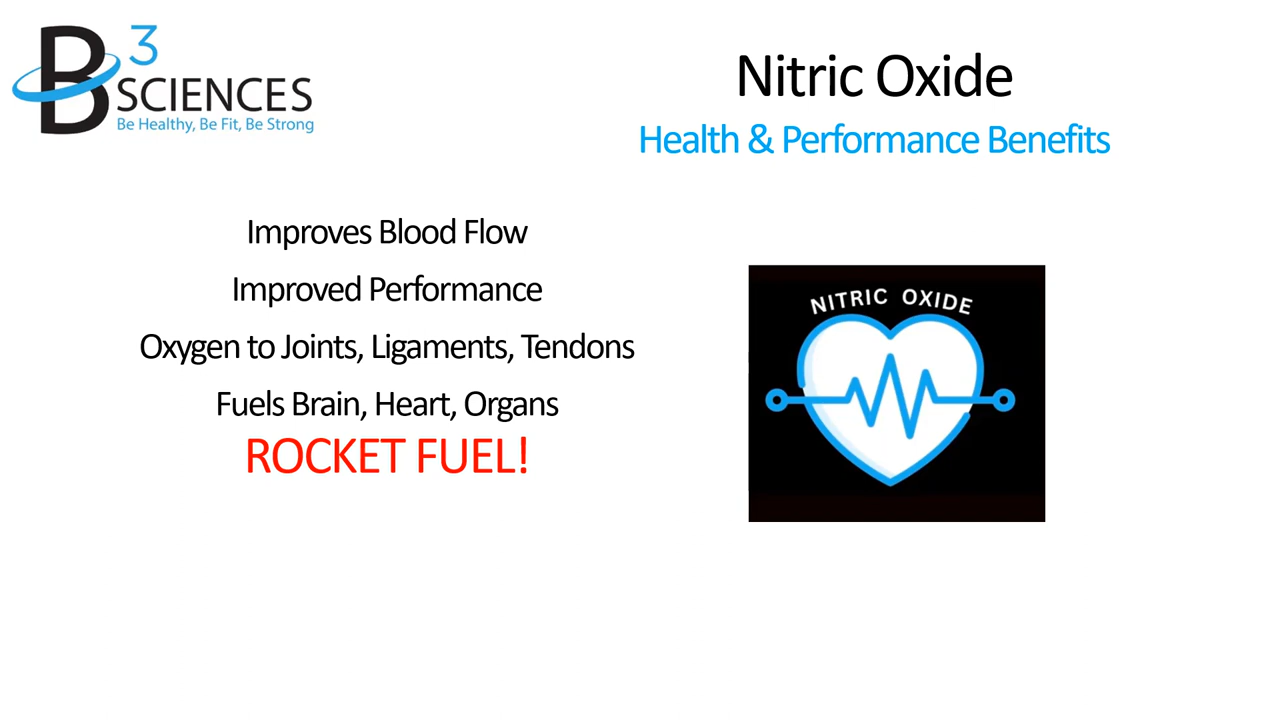 B3 SCIENCES
Be Healthy, Be Fit, Be Strong
Nitric Oxide
Health & Performance Benefits
Improves Blood Flow
Improved Performance
Oxygen to Joints, Ligaments, Tendons
Fuels Brain, Heart, Organs
ROCKET FUEL!
NITRIC OXIDE